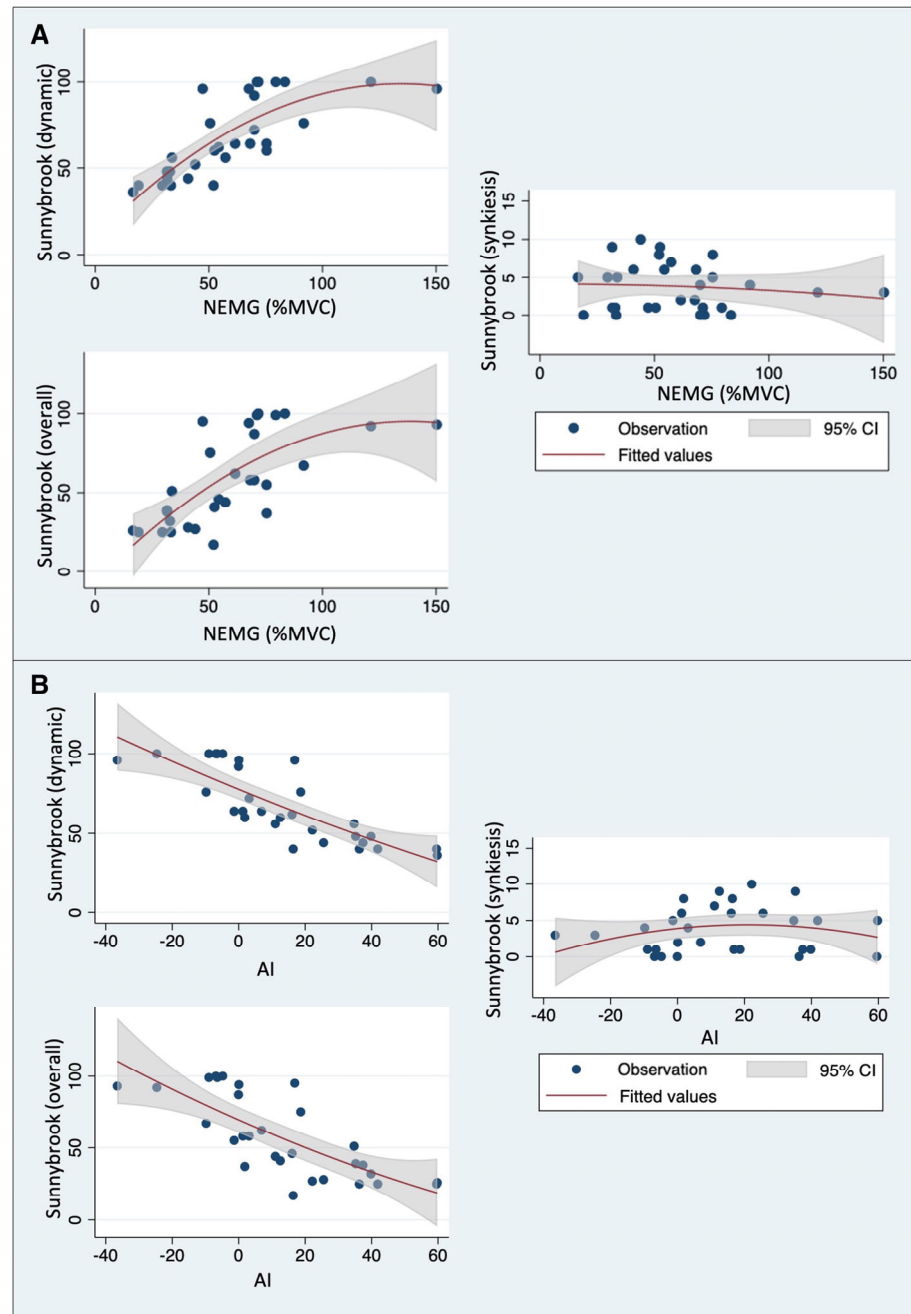 A
Sunnybrook (dynamic)
100
50
0
0 50 100 150
NEMG (%MVC)
Sunnybrook (synkiesis)
15
10
5
0
0 50 100 150
NEMG (%MVC)
Observation 95% CI
Fitted values
Sunnybrook (overall)
100
50
0
0 50 100 150
NEMG (%MVC)
B
Sunnybrook (dynamic)
100
50
0
-40 -20 0 20 40 60
AI
Sunnybrook (synkiesis)
15
10
5
0
-40 -20 0 20 40 60
AI
Observation 95% CI
Fitted values
Sunnybrook (overall)
100
50
0
-40 -20 0 20 40 60
AI